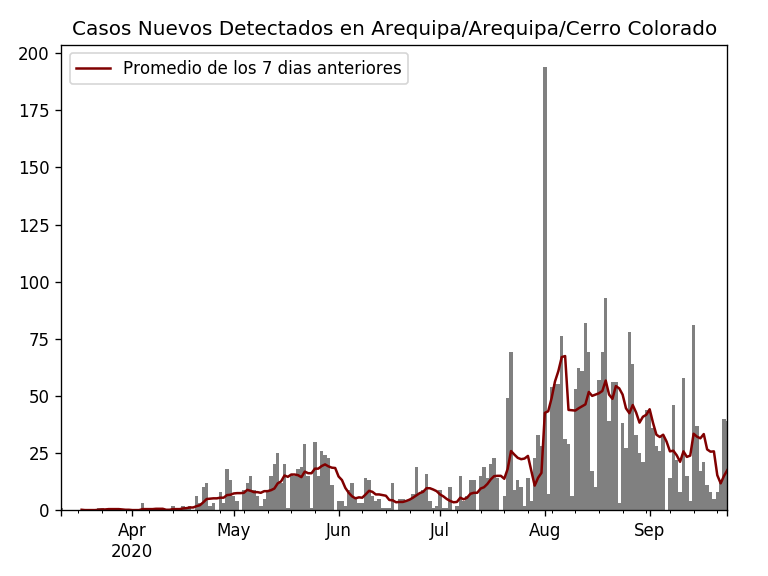 Casos Nuevos Detectados en Arequipa/Arequipa/Cerro Colorado
Promedio de los 7 dias anteriores
200
175
150
125
100
75
50
25
0
Apr
2020
May
Jun
Jul
Aug
Sep